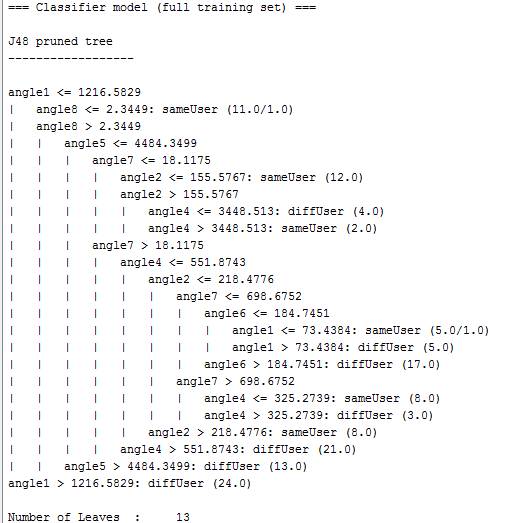 === Classifier model (full training set) ===
J48 pruned tree
------------------
angle1 <= 1216.5829
|   angle8 <= 2.3449: sameUser (11.0/1.0)
|   angle8 > 2.3449
|   |   angle5 <= 4484.3499
|   |   |   angle7 <= 18.1175
|   |   |   |   angle2 <= 155.5767: sameUser (12.0)
|   |   |   |   angle2 > 155.5767
|   |   |   |   |   angle4 <= 3448.513: diffUser (4.0)
|   |   |   |   |   angle4 > 3448.513: sameUser (2.0)
|   |   |   angle7 > 18.1175
|   |   |   |   angle4 <= 551.8743
|   |   |   |   |   angle2 <= 218.4776
|   |   |   |   |   |   angle7 <= 698.6752
|   |   |   |   |   |   |   angle6 <= 184.7451
|   |   |   |   |   |   |   |   angle1 <= 73.4384: sameUser (5.0/1.0)
|   |   |   |   |   |   |   |   angle1 > 73.4384: diffUser (5.0)
|   |   |   |   |   |   |   angle6 > 184.7451: diffUser (17.0)
|   |   |   |   |   |   angle7 > 698.6752
|   |   |   |   |   |   |   angle4 <= 325.2739: sameUser (8.0)
|   |   |   |   |   |   |   angle4 > 325.2739: diffUser (3.0)
|   |   |   |   |   angle2 > 218.4776: sameUser (8.0)
|   |   |   |   angle4 > 551.8743: diffUser (21.0)
|   |   angle5 > 4484.3499: diffUser (13.0)
angle1 > 1216.5829: diffUser (24.0)
Number of Leaves  :     13